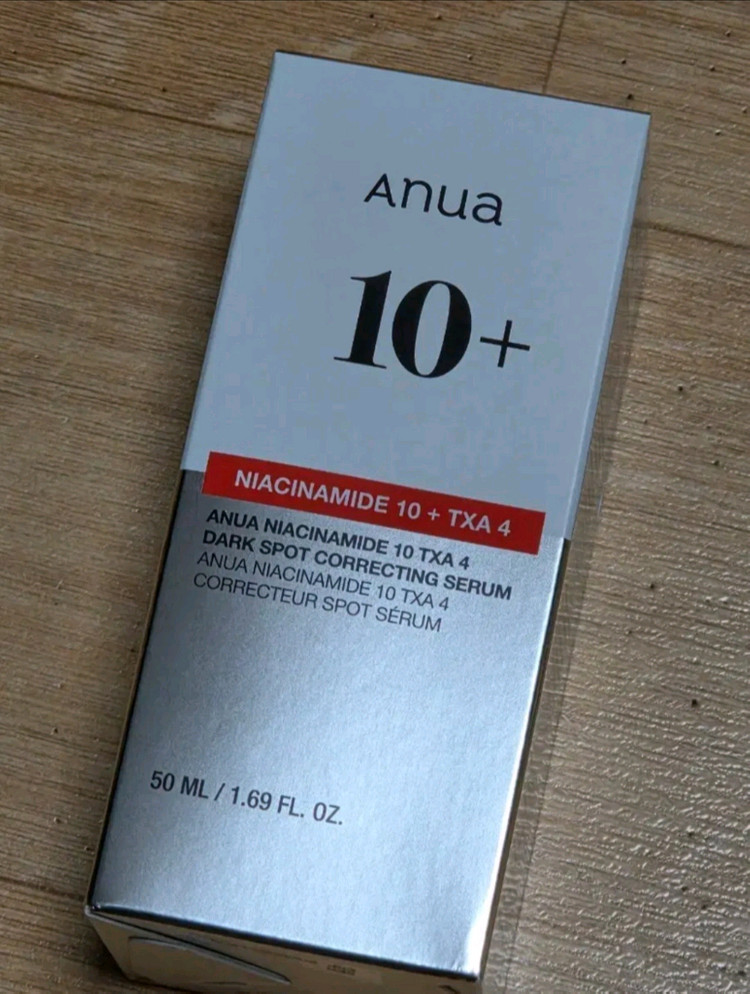 Anua
10+
NIACINAMIDE 10 + TXA 4
ANUA NIACINAMIDE 10 TXA 4
DARK SPOT CORRECTING SERUM
ANUA NIACINAMIDE 10 TXA 4
CORRECTEUR SPOT SÉRUM
50 ML / 1.69 FL. OZ.